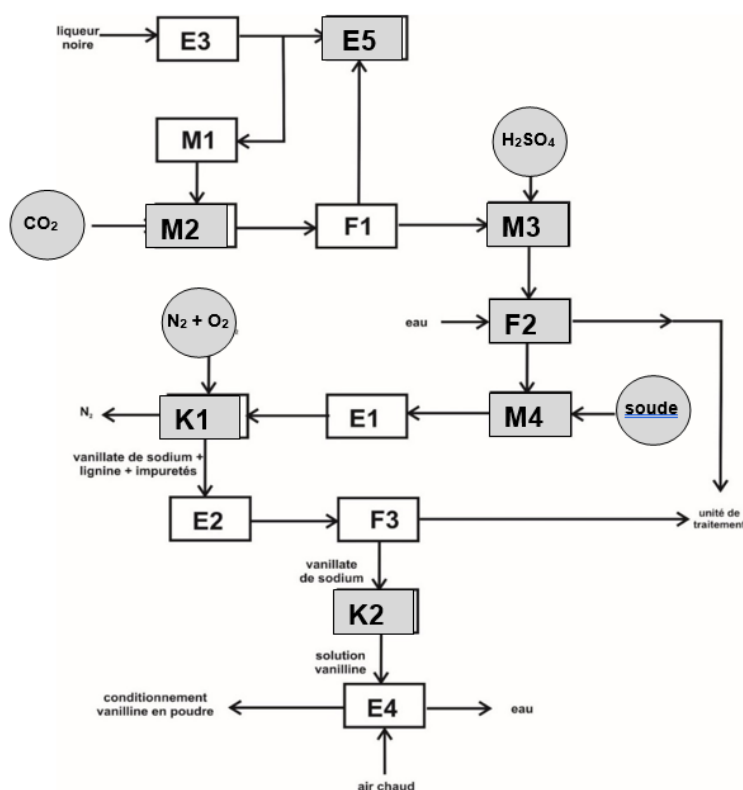 liqueur
noire
E3
E5
M1
H₂SO₄
CO₂
M2
F1
M3
N₂ + O₂
eau
F2
N₂
K1
E1
M4
soude
vanillate de sodium +
lignine + impuretés
E2
F3
unité de
traitement
vanillate
de sodium
K2
solution
vanilline
conditionnement
vanilline en poudre
E4
eau
air chaud